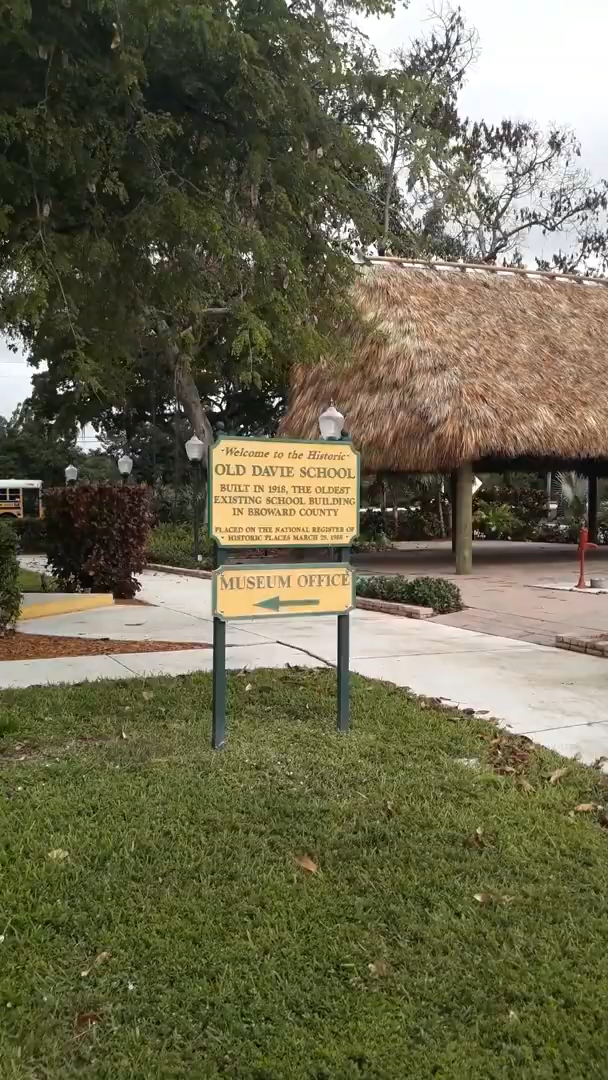 Welcome to the Historic
OLD DAVIE SCHOOL
BUILT IN 1918, THE OLDEST
EXISTING SCHOOL BUILDING
IN BROWARD COUNTY
PLACED ON THE NATIONAL REGISTER OF
HISTORIC PLACES MARCH 29, 1988
MUSEUM OFFICE